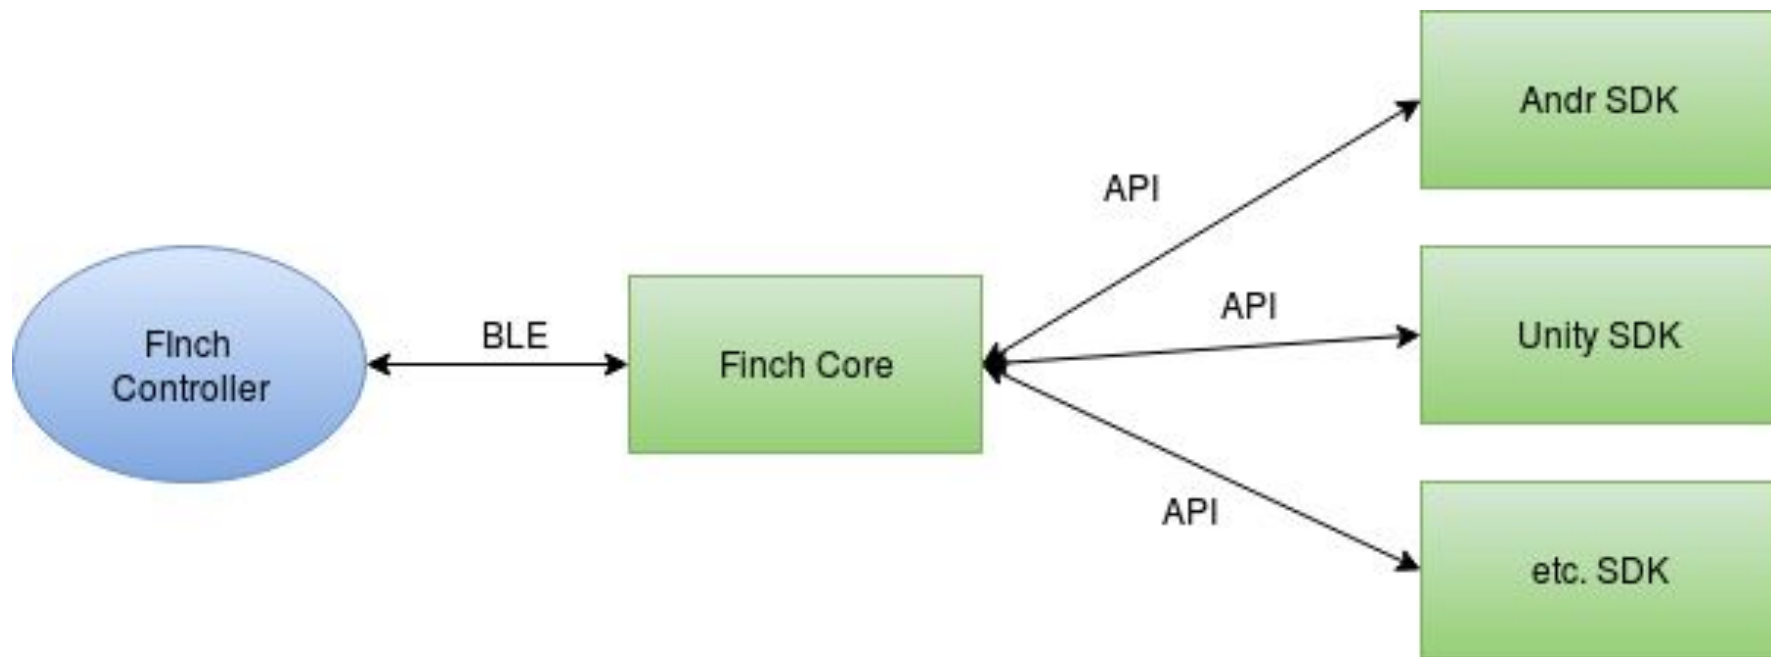 Andr SDK
API
FInch
Controller
BLE
Finch Core
API
Unity SDK
API
etc. SDK